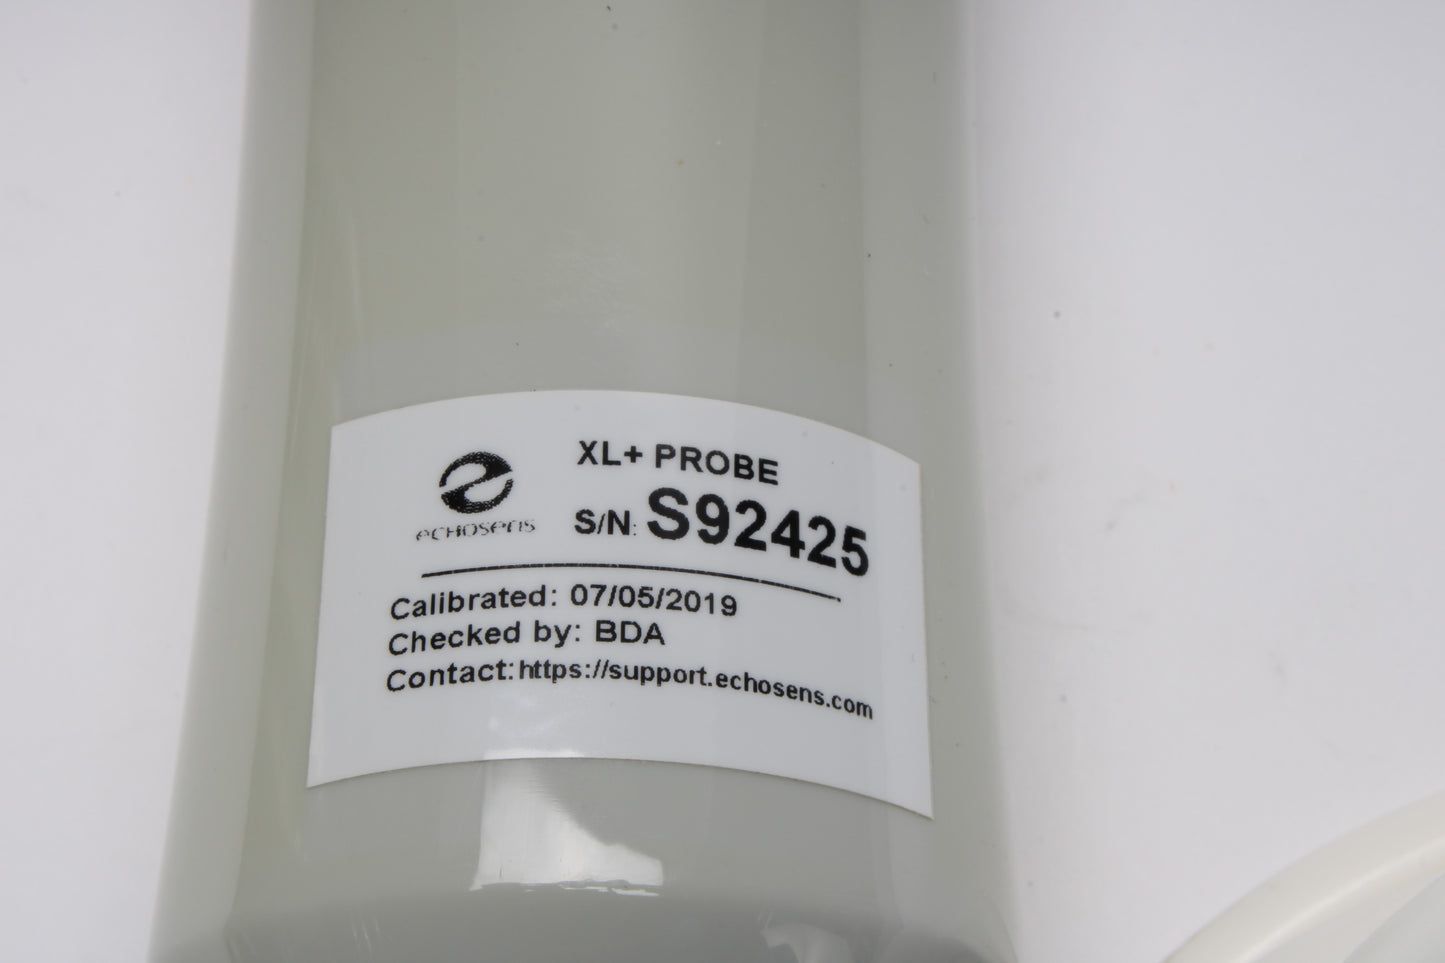 echosens
XL+ PROBE
S/N: S92425
Calibrated: 07/05/2019
Checked by: BDA
Contact: https://support.echosens.com